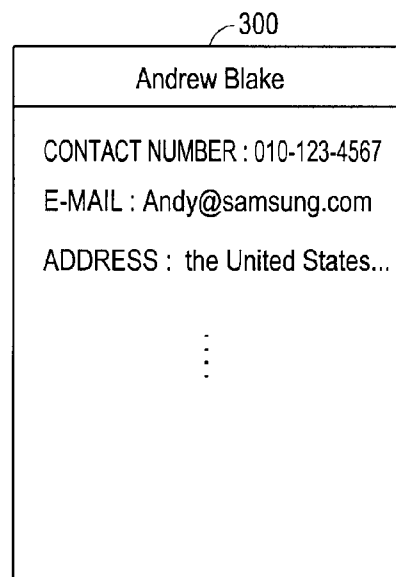 300
Andrew Blake
CONTACT NUMBER : 010-123-4567
E-MAIL : Andy@samsung.com
ADDRESS : the United States...